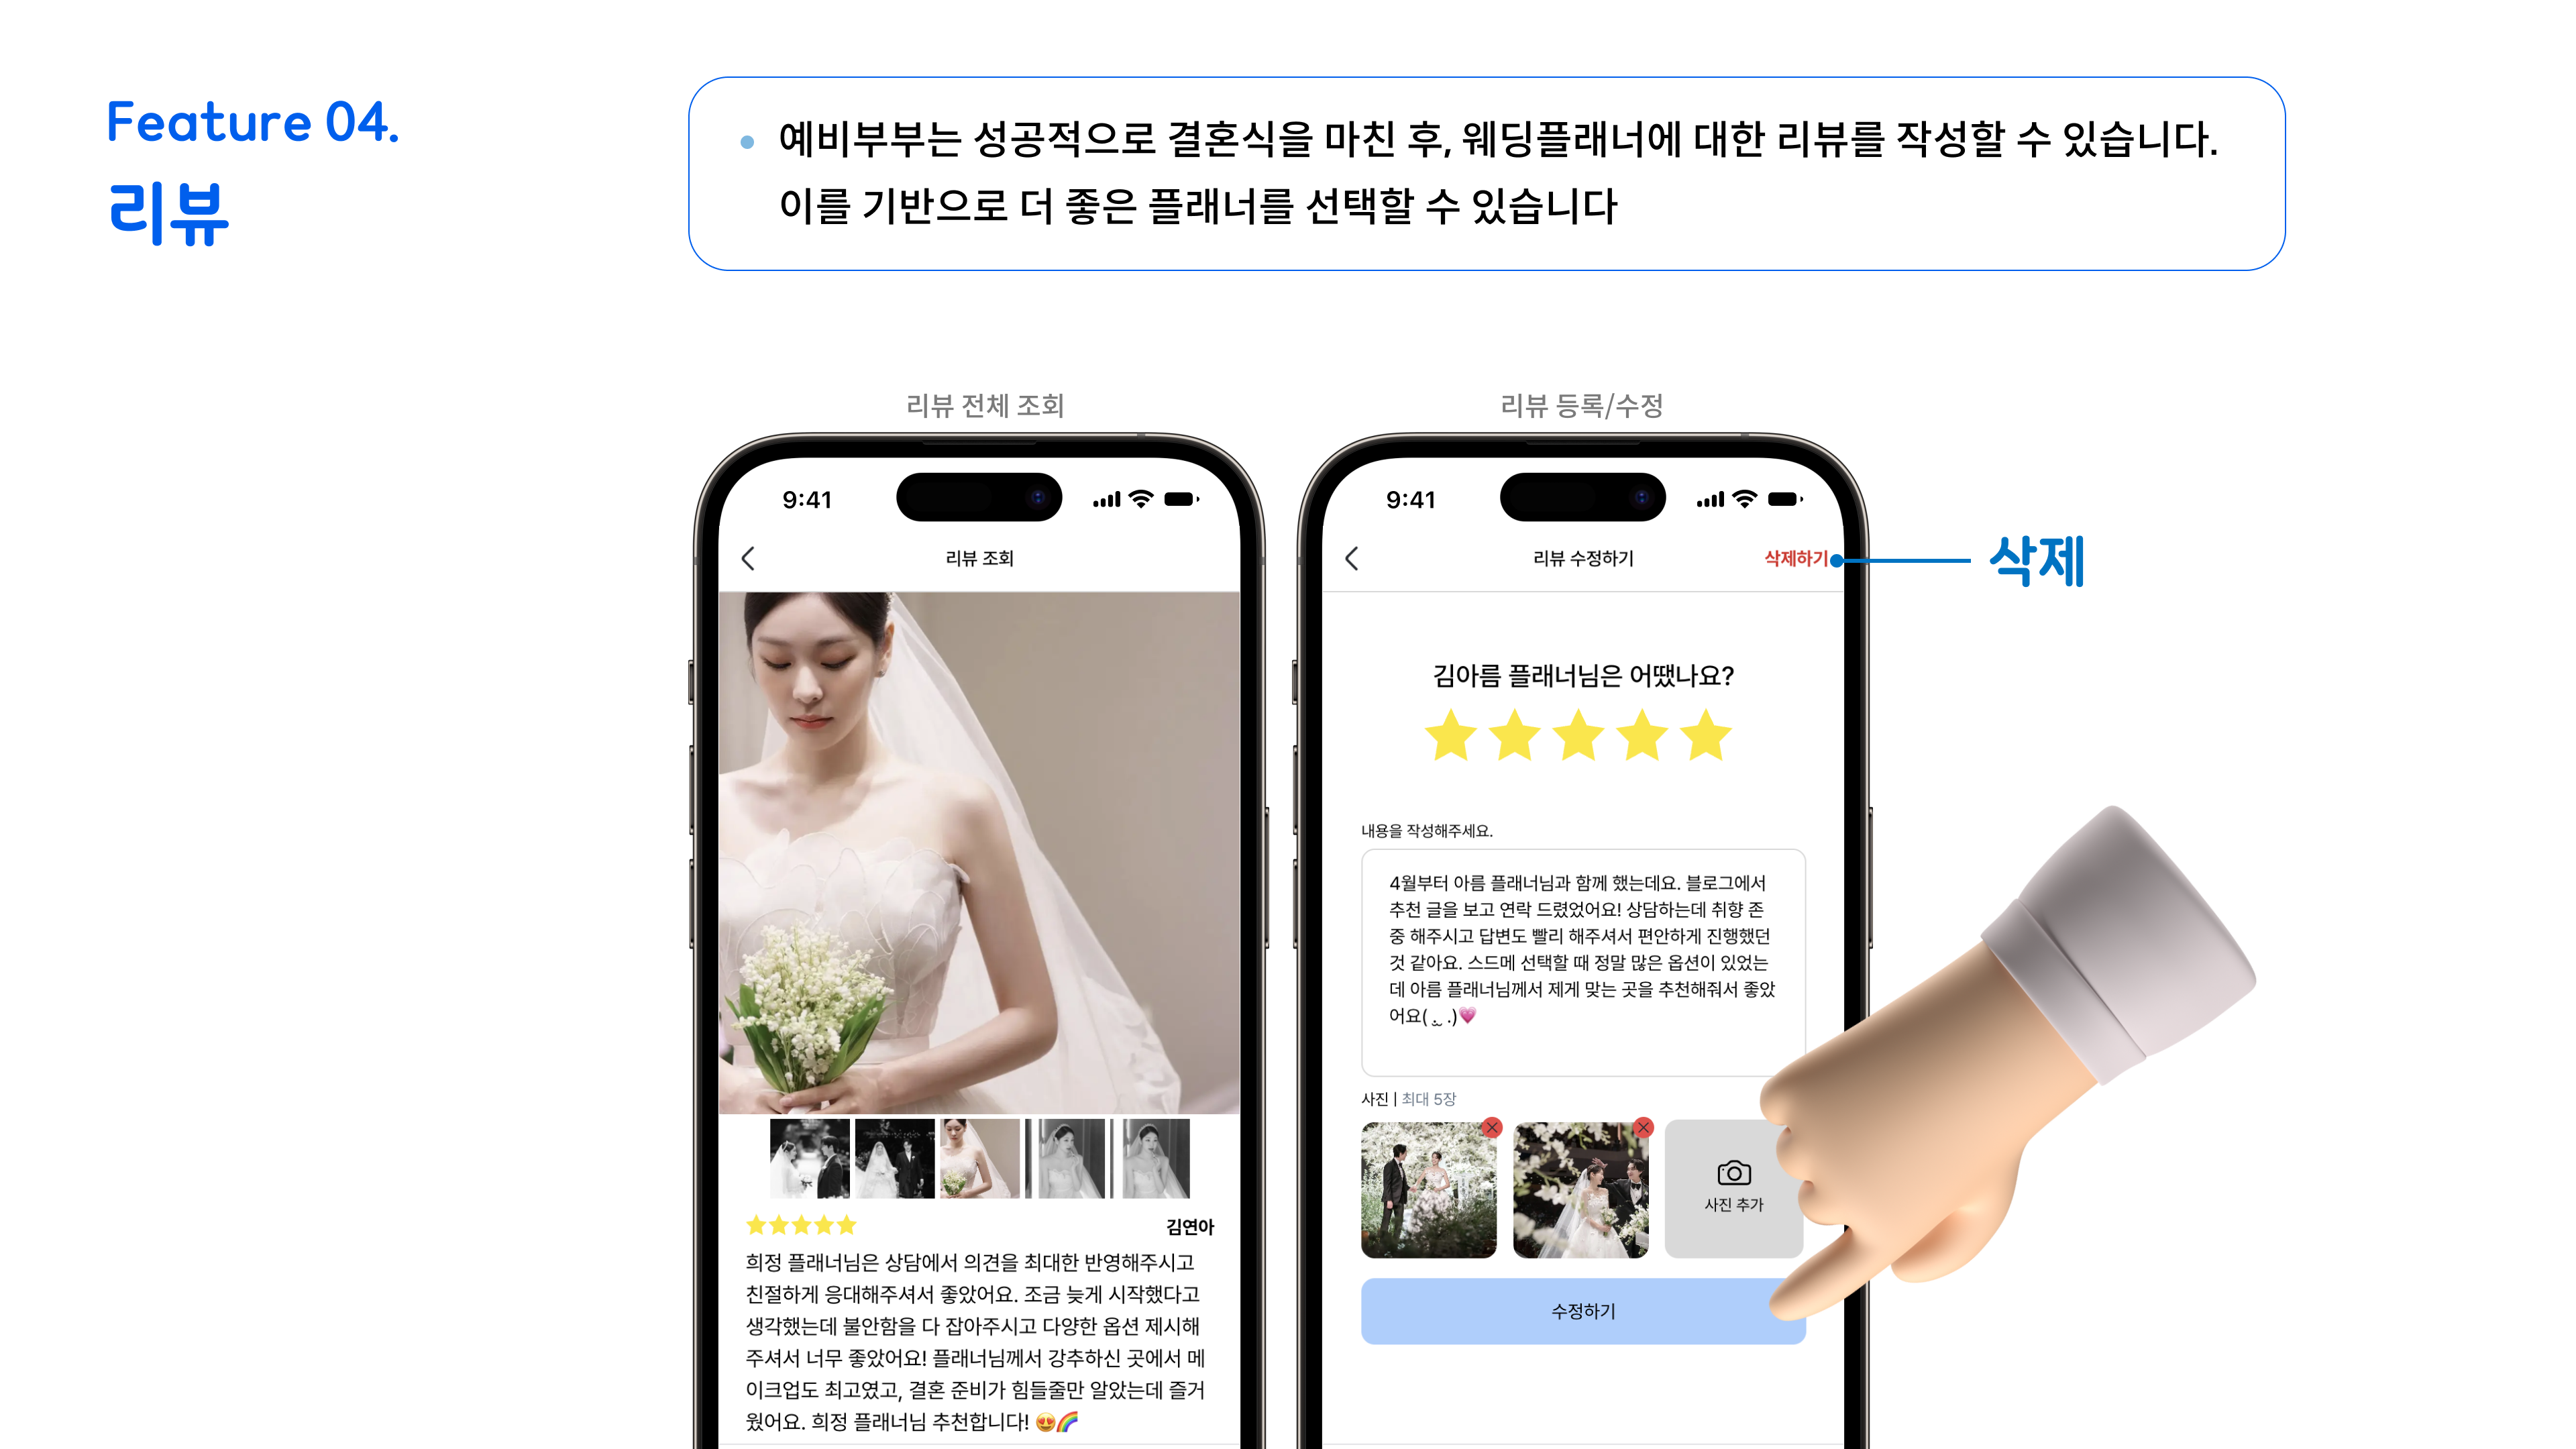 Feature 04.
리뷰
예비부부는 성공적으로 결혼식을 마친 후, 웨딩플래너에 대한 리뷰를 작성할 수 있습니다.
이를 기반으로 더 좋은 플래너를 선택할 수 있습니다
리뷰 전체 조회
9:41
리뷰 조회
김연아
희정 플래너님은 상담에서 의견을 최대한 반영해주시고
친절하게 응대해주셔서 좋았어요. 조금 늦게 시작했다고
생각했는데 불안함을 다 잡아주시고 다양한 옵션 제시해
주셔서 너무 좋았어요! 플래너님께서 강추하신 곳에서 메
이크업도 최고였고, 결혼 준비가 힘들줄만 알았는데 즐거
웠어요. 희정 플래너님 추천합니다! 😍🌈
리뷰 등록/수정
9:41
리뷰 수정하기
삭제하기
삭제
김아름 플래너님은 어땠나요?
내용을 작성해주세요.
4월부터 아름 플래너님과 함께 했는데요. 블로그에서
추천 글을 보고 연락 드렸었어요! 상담하는데 취향 존
중 해주시고 답변도 빨리 해주셔서 편안하게 진행했던
것 같아요. 스드메 선택할 때 정말 많은 옵션이 있었는
데 아름 플래너님께서 제게 맞는 곳을 추천해줘서 좋았
어요( . ̫ .)💗
사진 | 최대 5장
사진 추가
수정하기